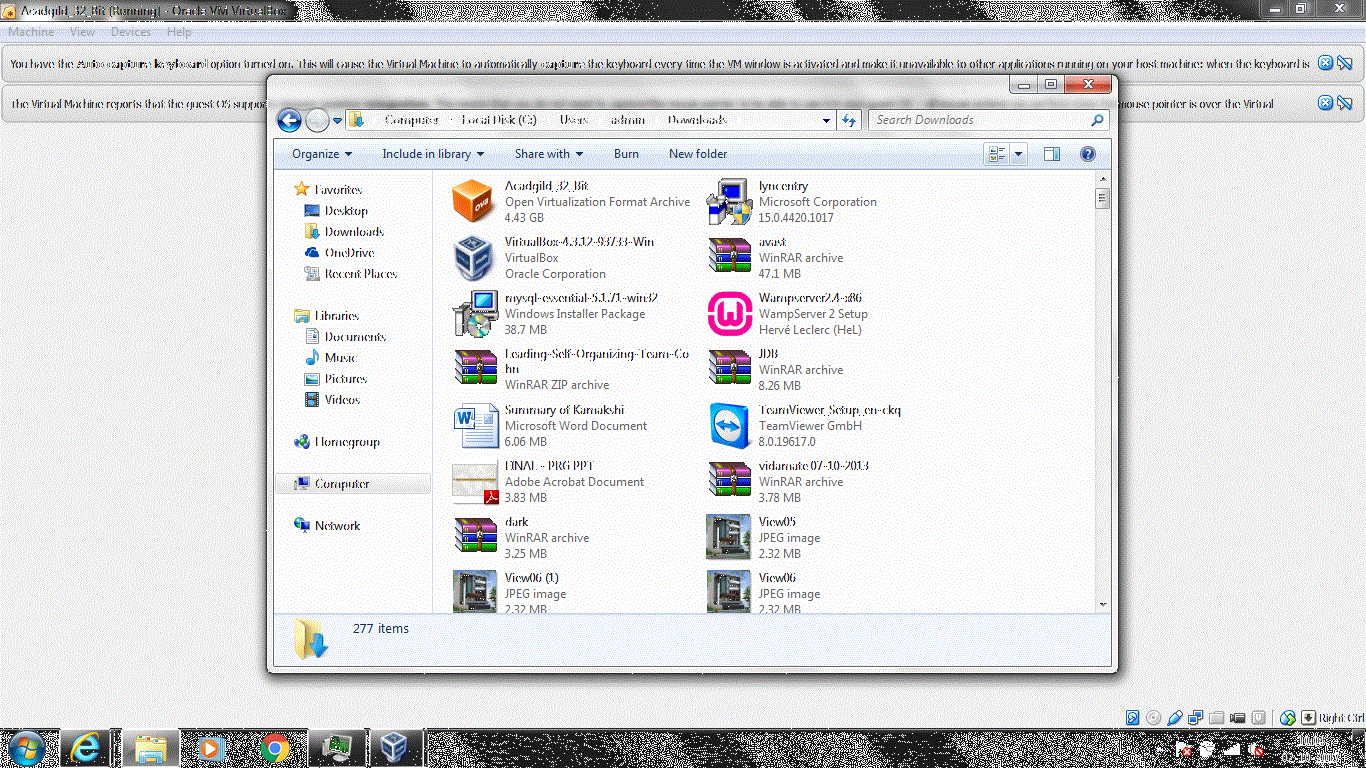 Acadgild_32_Bit [Running] - Oracle VM VirtualBox
Machine View Devices Help
You have the Auto capture keyboard option turned on. This will cause the Virtual Machine to automatically capture the keyboard every time the VM window is activated and make it unavailable to other applications running on your host machine: when the keyboard is
The Virtual Machine reports that the guest OS suppo
mouse pointer is over the Virtual
Computer Local Disk (C:) Users admin Downloads
Search Downloads
Organize Include in library Share with Burn New folder
Favorites
Desktop
Downloads
OneDrive
Recent Places
Libraries
Documents
Music
Pictures
Videos
Homegroup
Computer
Network
Acadgild_32_Bit
Open Virtualization Format Archive
4.43 GB
lyncentry
Microsoft Corporation
15.0.4420.1017
VirtualBox-4.3.12-93733-Win
VirtualBox
Oracle Corporation
avast
WinRAR archive
47.1 MB
mysql-essential-5.1.71-win32
Windows Installer Package
38.7 MB
Wampserver2.4-x86
WampServer 2 Setup
Hervé Leclerc (HeL)
Leading-Self-Organizing-Team-Co
hn
WinRAR ZIP archive
JDB
WinRAR archive
8.26 MB
Summary of Kamakshi
Microsoft Word Document
6.06 MB
TeamViewer_Setup_en-ckq
TeamViewer GmbH
8.0.19617.0
FINAL - PRG PPT
Adobe Acrobat Document
3.83 MB
vidamate 07-10-2013
WinRAR archive
3.78 MB
dark
WinRAR archive
3.25 MB
View05
JPEG image
2.32 MB
View06 (1)
JPEG image
2.32 MB
View06
JPEG image
2.32 MB
277 items
Right Ctrl